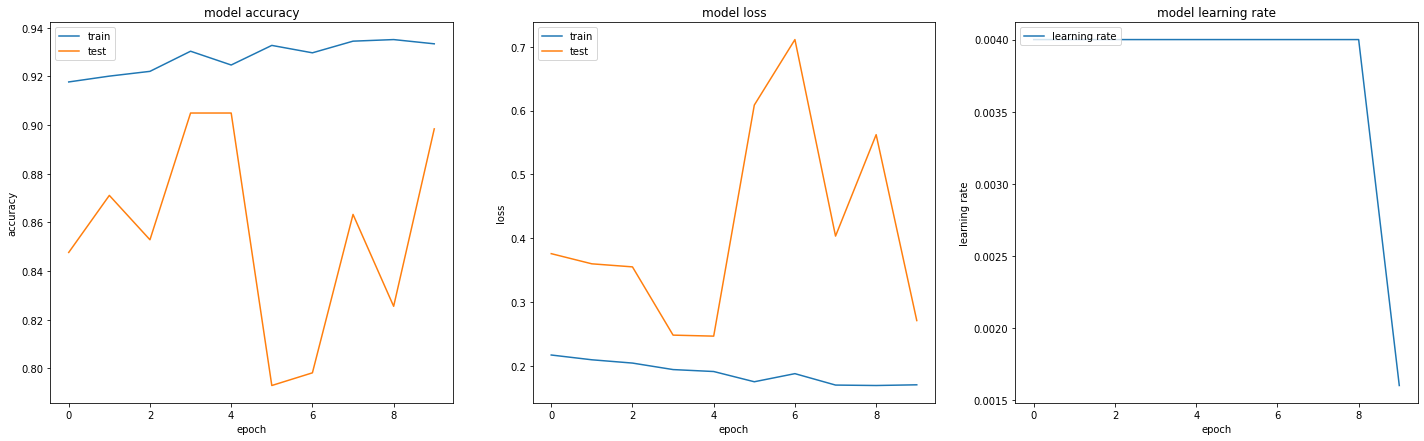 model accuracy
train
test
0.94
0.92
0.90
0.88
0.86
0.84
0.82
0.80
accuracy
0 2 4 6 8
epoch
model loss
train
test
0.7
0.6
0.5
0.4
0.3
0.2
loss
0 2 4 6 8
epoch
model learning rate
learning rate
0.0040
0.0035
0.0030
0.0025
0.0020
0.0015
learning rate
0 2 4 6 8
epoch